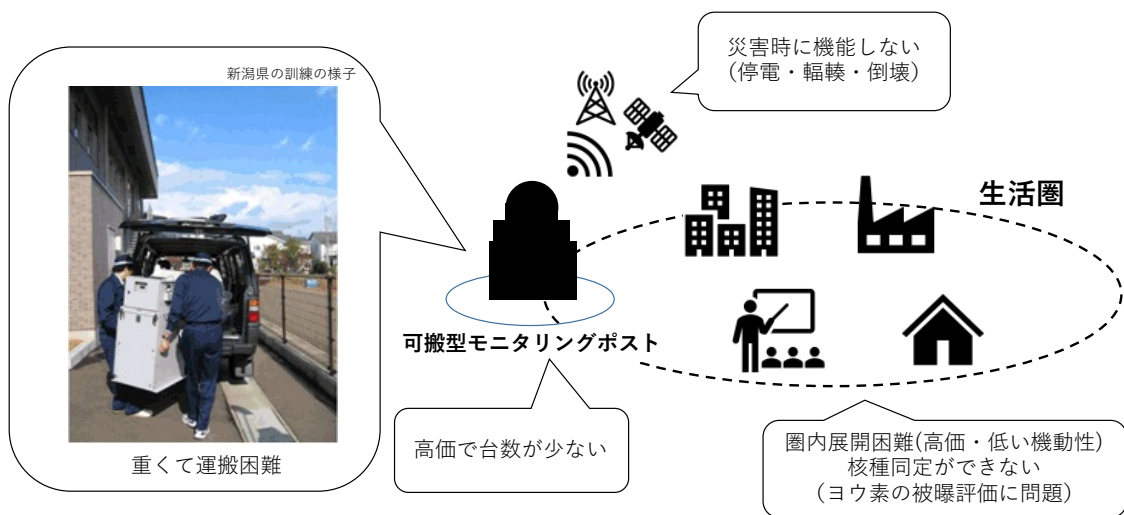 新潟県の訓練の様子
重くて運搬困難
災害時に機能しない
(停電・輻輳・倒壊)
生活圏
可搬型モニタリングポスト
高価で台数が少ない
圏内展開困難(高価・低い機動性)
核種同定ができない
(ヨウ素の被曝評価に問題)